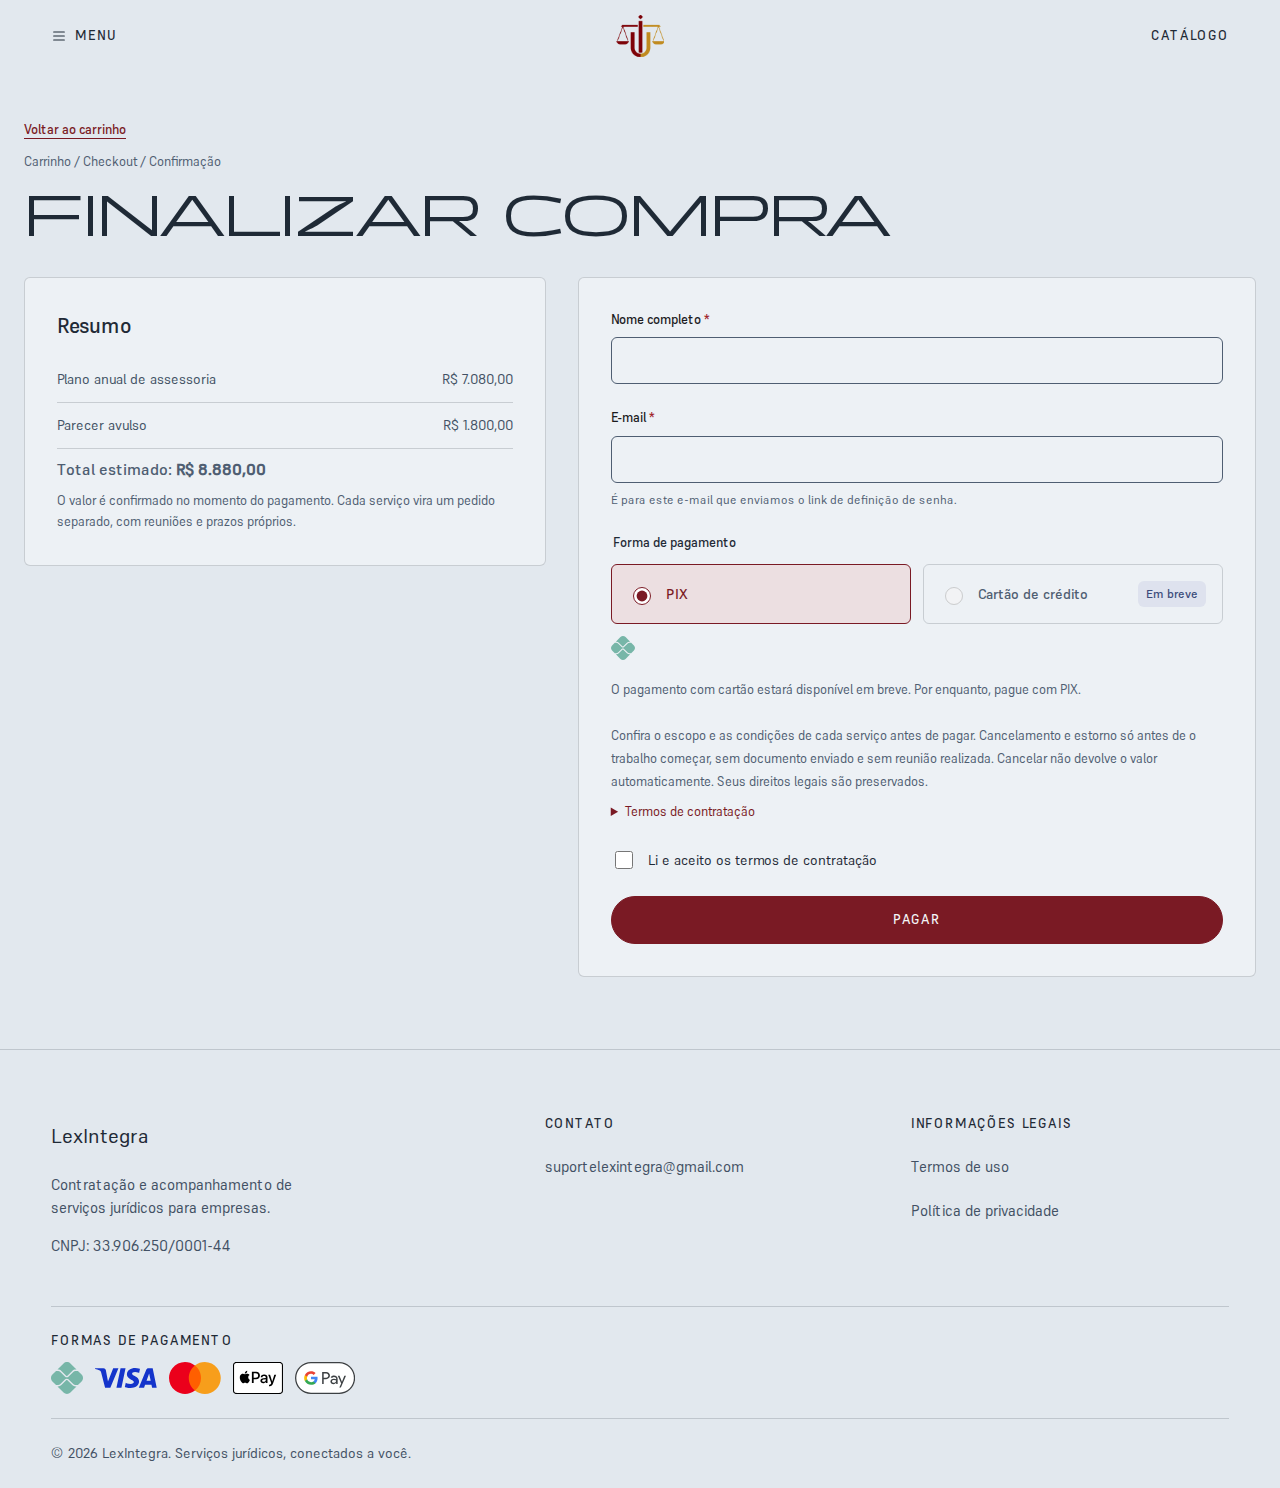 MENU
CATÁLOGO
Voltar ao carrinho
Carrinho / Checkout / Confirmação
FINALIZAR COMPRA
Resumo
Plano anual de assessoria R$ 7.080,00
Parecer avulso R$ 1.800,00
Total estimado: R$ 8.880,00
O valor é confirmado no momento do pagamento. Cada serviço vira um pedido
separado, com reuniões e prazos próprios.
Nome completo *
E-mail *
É para este e-mail que enviamos o link de definição de senha.
Forma de pagamento
PIX
Cartão de crédito Em breve
O pagamento com cartão estará disponível em breve. Por enquanto, pague com PIX.
Confira o escopo e as condições de cada serviço antes de pagar. Cancelamento e estorno só antes de o
trabalho começar, sem documento enviado e sem reunião realizada. Cancelar não devolve o valor
automaticamente. Seus direitos legais são preservados.
Termos de contratação
Li e aceito os termos de contratação
PAGAR
LexIntegra
Contratação e acompanhamento de
serviços jurídicos para empresas.
CNPJ: 33.906.250/0001-44
CONTATO
suportelexintegra@gmail.com
INFORMAÇÕES LEGAIS
Termos de uso
Política de privacidade
FORMAS DE PAGAMENTO
VISA Pay G Pay
© 2026 LexIntegra. Serviços jurídicos, conectados a você.